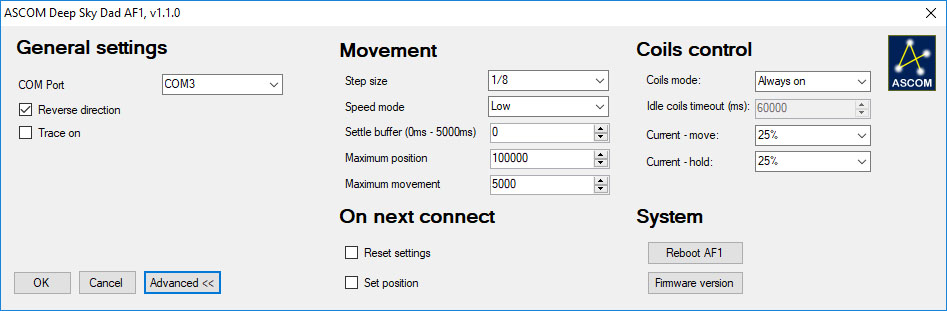 ASCOM Deep Sky Dad AF1, v1.1.0
General settings
COM Port COM3
Reverse direction
Trace on
Movement
Step size 1/8
Speed mode Low
Settle buffer (0ms - 5000ms) 0
Maximum position 100000
Maximum movement 5000
Coils control
Coils mode: Always on
Idle coils timeout (ms): 60000
Current - move: 25%
Current - hold: 25%
ASCOM
On next connect
Reset settings
Set position
System
Reboot AF1
Firmware version
OK Cancel Advanced <<